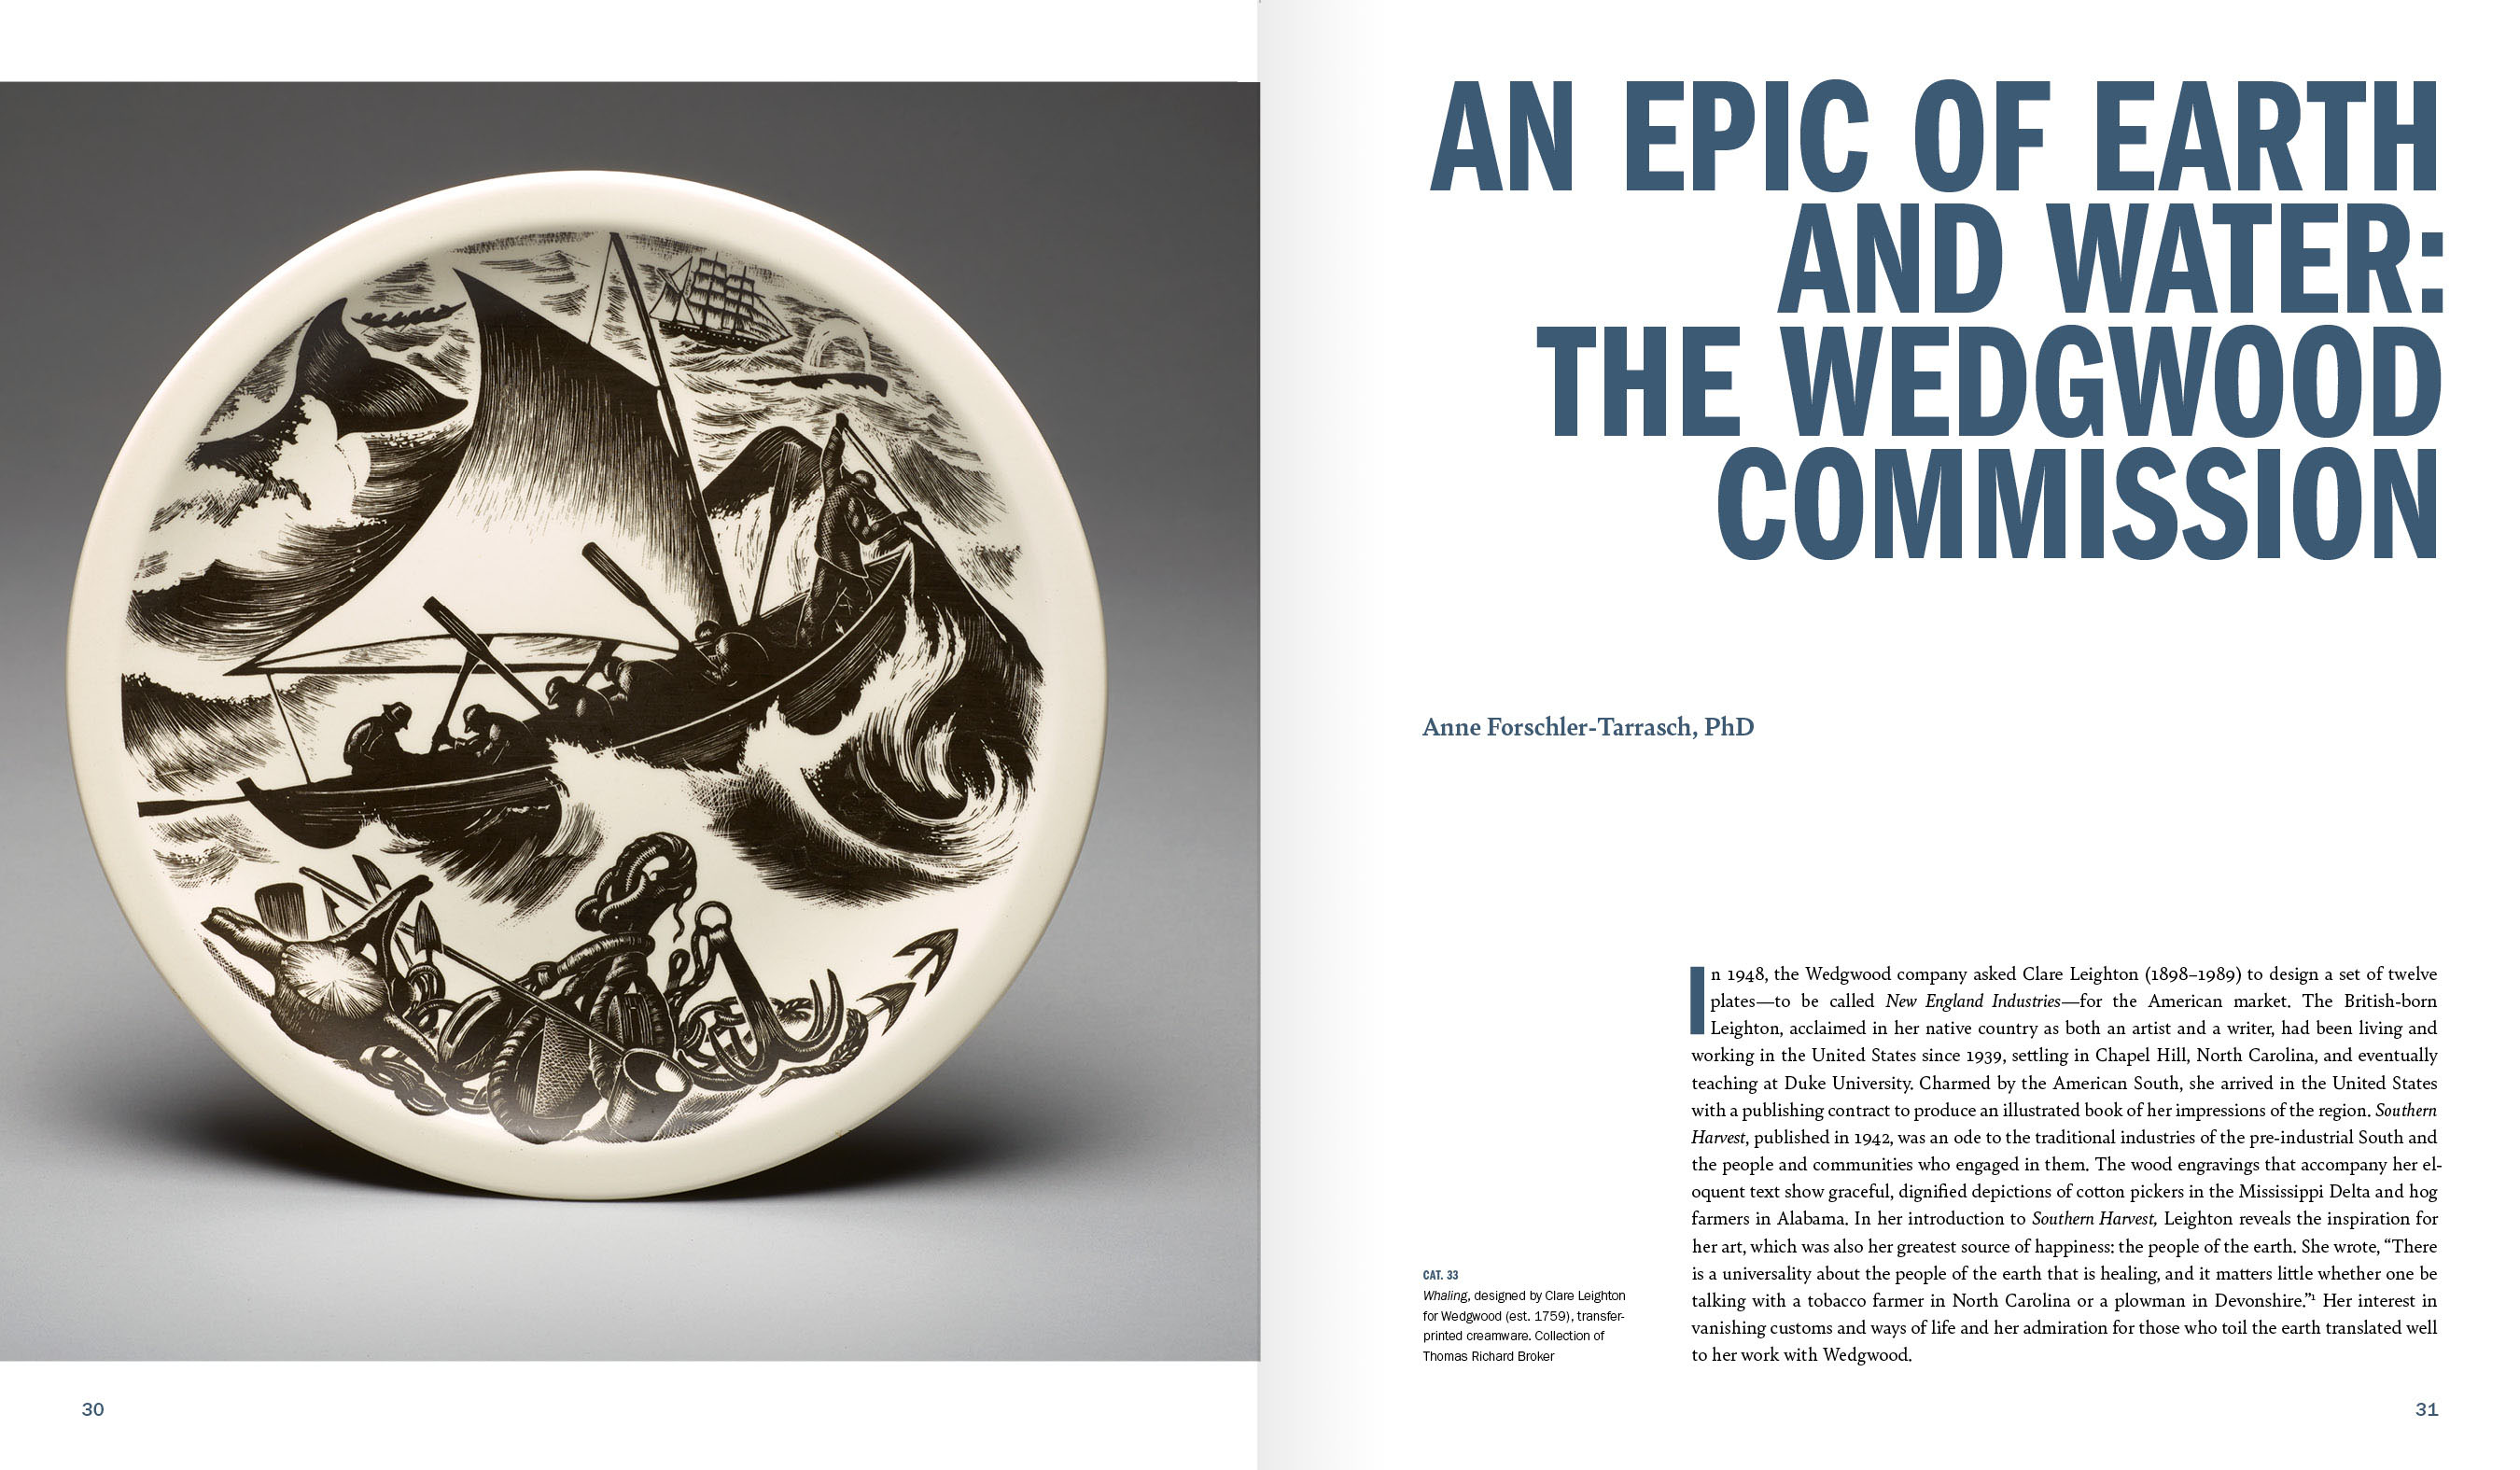 AN EPIC OF EARTH
AND WATER:
THE WEDGWOOD
COMMISSION
Anne Forschler-Tarrasch, PhD
In 1948, the Wedgwood company asked Clare Leighton (1898–1989) to design a set of twelve
plates—to be called New England Industries—for the American market. The British-born
Leighton, acclaimed in her native country as both an artist and a writer, had been living and
working in the United States since 1939, settling in Chapel Hill, North Carolina, and eventually
teaching at Duke University. Charmed by the American South, she arrived in the United States
with a publishing contract to produce an illustrated book of her impressions of the region. Southern
Harvest, published in 1942, was an ode to the traditional industries of the pre-industrial South and
the people and communities who engaged in them. The wood engravings that accompany her el-
oquent text show graceful, dignified depictions of cotton pickers in the Mississippi Delta and hog
farmers in Alabama. In her introduction to Southern Harvest, Leighton reveals the inspiration for
her art, which was also her greatest source of happiness: the people of the earth. She wrote, “There
is a universality about the people of the earth that is healing, and it matters little whether one be
talking with a tobacco farmer in North Carolina or a plowman in Devonshire.”¹ Her interest in
vanishing customs and ways of life and her admiration for those who toil the earth translated well
to her work with Wedgwood.
CAT. 33
Whaling, designed by Clare Leighton
for Wedgwood (est. 1759), transfer-
printed creamware. Collection of
Thomas Richard Broker
30
31